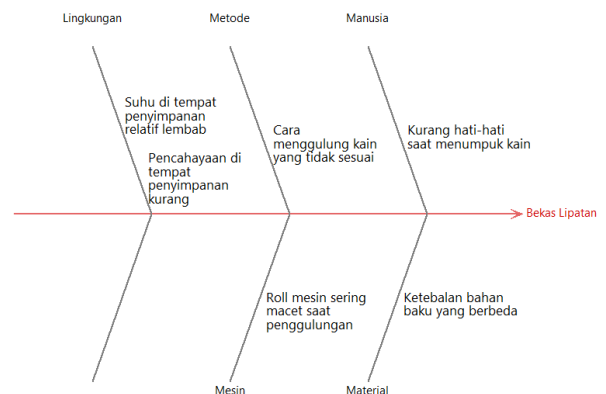 Lingkungan
Metode
Manusia
Suhu di tempat
penyimpanan
relatif lembab
Pencahayaan di
tempat
penyimpanan
kurang
Cara
menggulung kain
yang tidak sesuai
Kurang hati-hati
saat menumpuk kain
Bekas Lipatan
Roll mesin sering
macet saat
penggulungan
Ketebalan bahan
baku yang berbeda
Mesin
Material